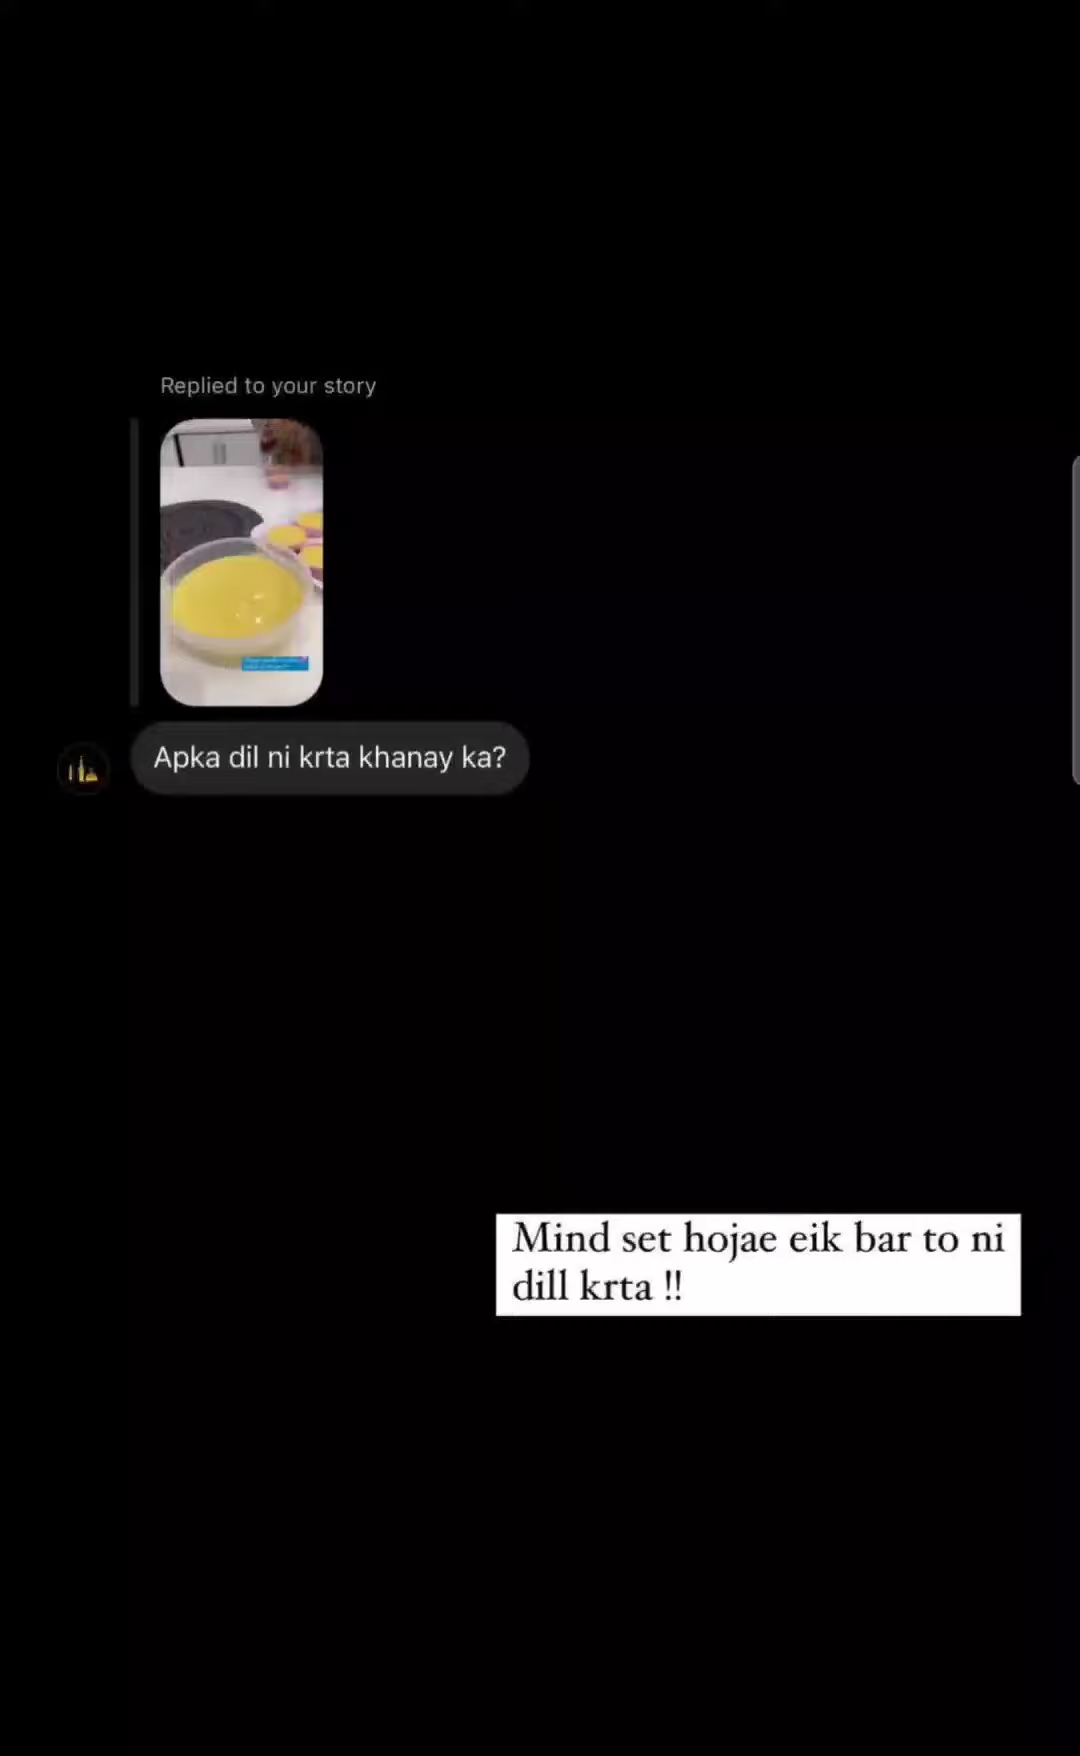 Replied to your story
Apka dil ni krta khanay ka?
Mind set hojae eik bar to ni
dill krta !!